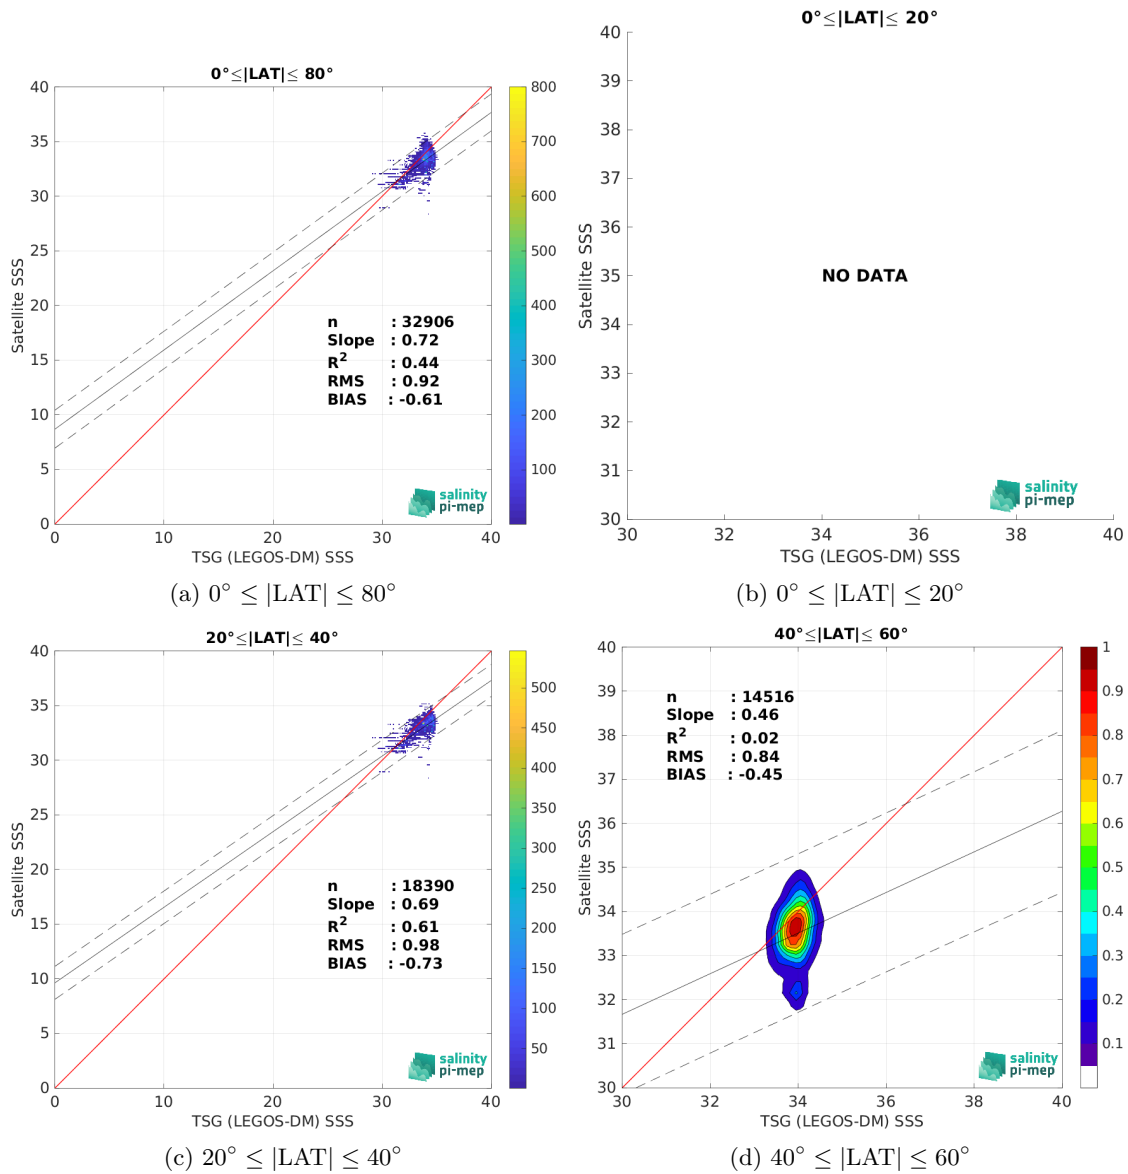 0°≤|LAT|≤ 80°
40
35
30
25
20
15
10
5
0
Satellite SSS
n : 32906
Slope : 0.72
R² : 0.44
RMS : 0.92
BIAS : -0.61
salinity
pi-mep
0 10 20 30 40
TSG (LEGOS-DM) SSS
800
700
600
500
400
300
200
100
(a) 0° ≤ |LAT| ≤ 80°
0°≤|LAT|≤ 20°
40
39
38
37
36
35
34
33
32
31
30
Satellite SSS
NO DATA
salinity
pi-mep
30 32 34 36 38 40
TSG (LEGOS-DM) SSS
(b) 0° ≤ |LAT| ≤ 20°
20°≤|LAT|≤ 40°
40
35
30
25
20
15
10
5
0
Satellite SSS
n : 18390
Slope : 0.69
R² : 0.61
RMS : 0.98
BIAS : -0.73
salinity
pi-mep
0 10 20 30 40
TSG (LEGOS-DM) SSS
500
450
400
350
300
250
200
150
100
50
(c) 20° ≤ |LAT| ≤ 40°
40°≤|LAT|≤ 60°
40
39
38
37
36
35
34
33
32
31
30
Satellite SSS
n : 14516
Slope : 0.46
R² : 0.02
RMS : 0.84
BIAS : -0.45
salinity
pi-mep
30 32 34 36 38 40
TSG (LEGOS-DM) SSS
1
0.9
0.8
0.7
0.6
0.5
0.4
0.3
0.2
0.1
(d) 40° ≤ |LAT| ≤ 60°